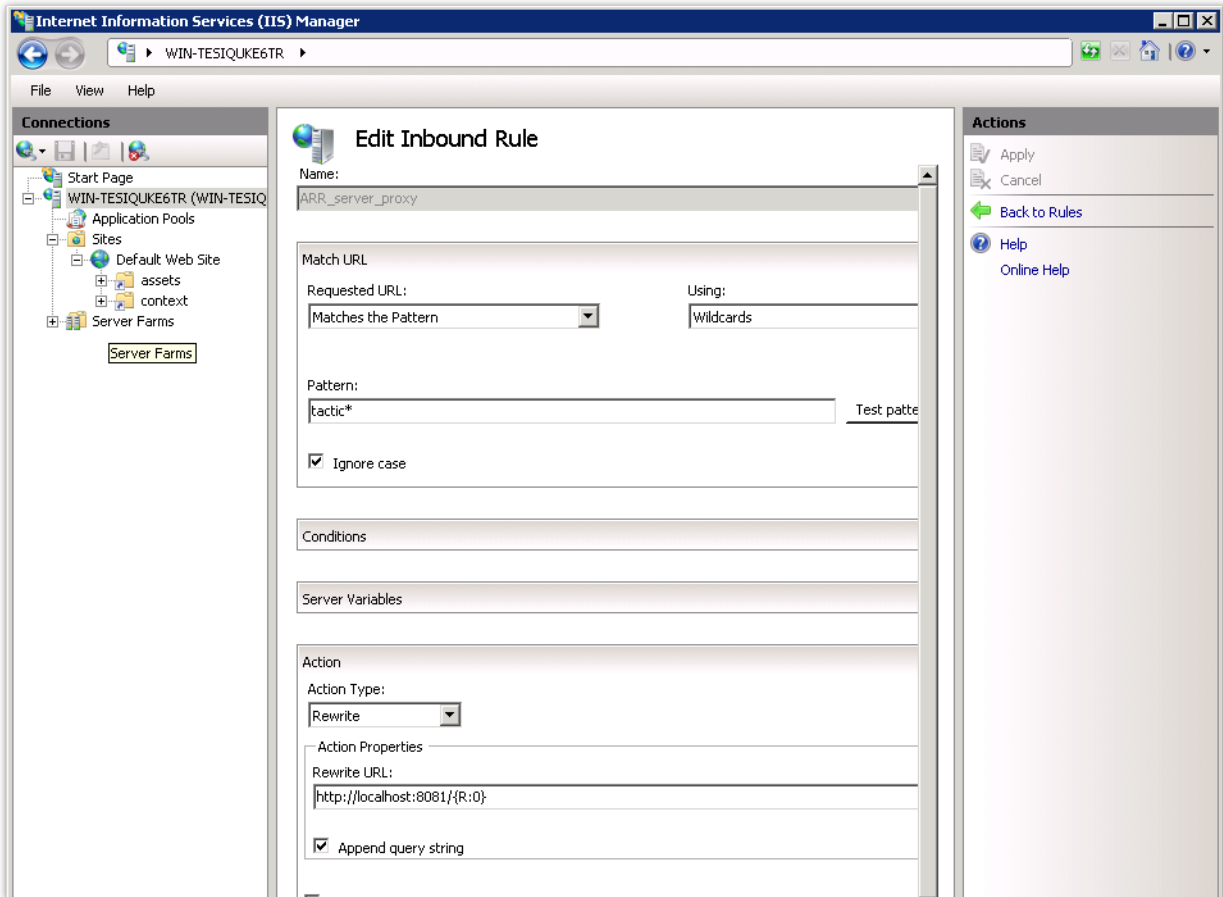 Internet Information Services (IIS) Manager
WIN-TESIQUKE6TR
File View Help
Connections
Start Page
WIN-TESIQUKE6TR (WIN-TESIQ
Application Pools
Sites
Default Web Site
assets
context
Server Farms
Server Farms
Edit Inbound Rule
Name:
ARR_server_proxy
Match URL
Requested URL: Using:
Matches the Pattern Wildcards
Pattern:
tactic* Test patte
Ignore case
Conditions
Server Variables
Action
Action Type:
Rewrite
Action Properties
Rewrite URL:
http://localhost:8081/{R:0}
Append query string
Actions
Apply
Cancel
Back to Rules
Help
Online Help